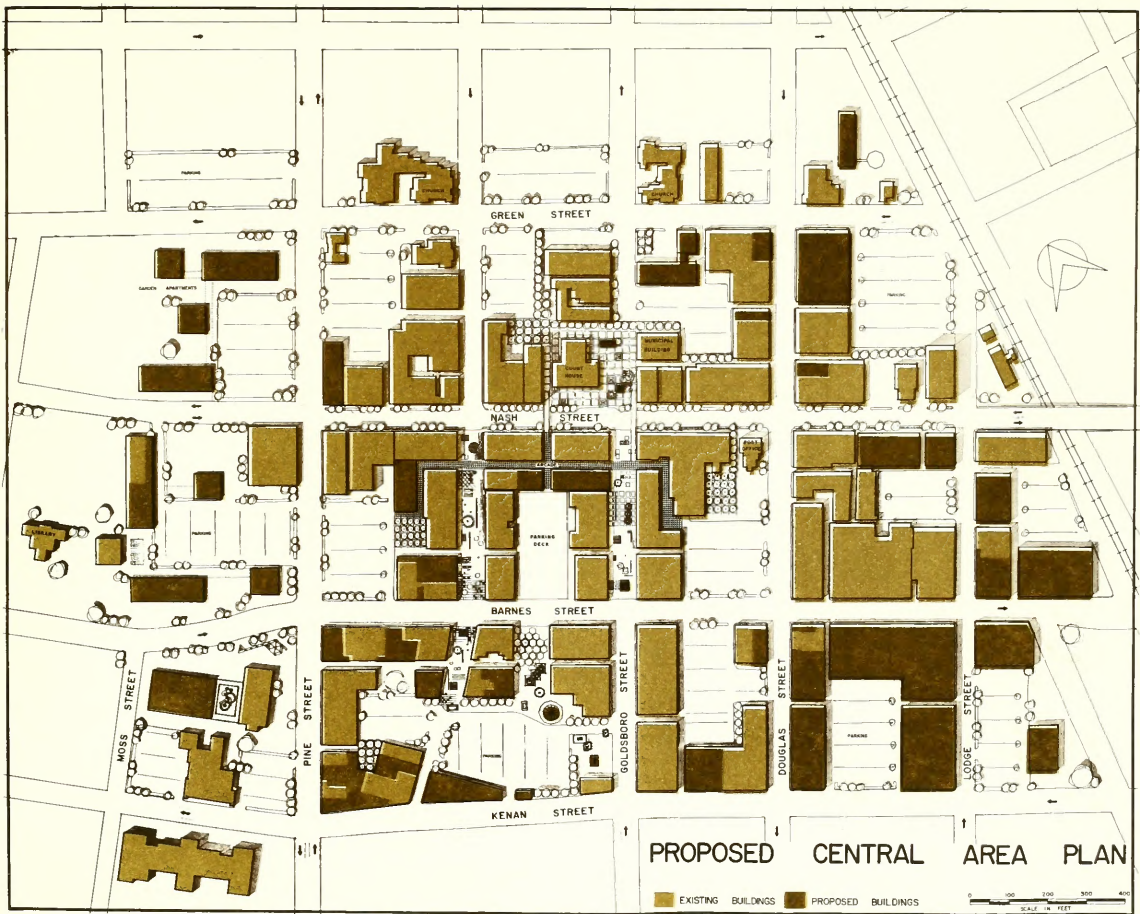 PARKING
CHURCH
CHURCH
GREEN STREET
GARDEN APARTMENTS
PARKING
COURT HOUSE
MUNICIPAL BUILDING
NASH STREET
ARCADE
POST OFFICE
LIBRARY
PARKING
PARKING DECK
BARNES STREET
MOSS STREET
PINE STREET
GOLDSBORO STREET
DOUGLAS STREET
LODGE STREET
PARKING
PARKING
KENAN STREET
PROPOSED CENTRAL AREA PLAN
EXISTING BUILDINGS PROPOSED BUILDINGS
0 100 200 300 400
SCALE IN FEET